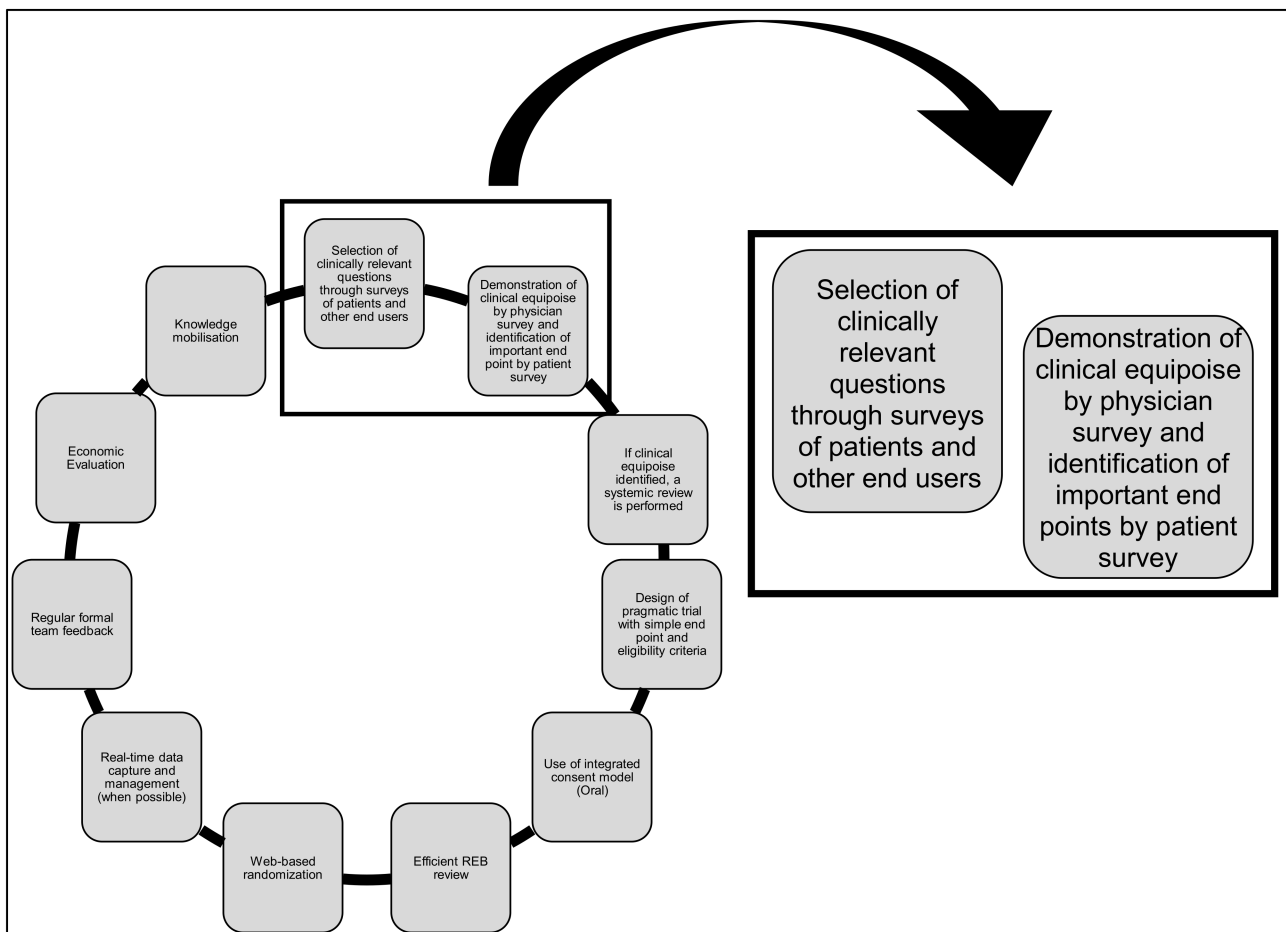 Selection of
clinically relevant
questions
through surveys
of patients and
other end users
Demonstration of
clinical equipoise
by physician
survey and
identification of
important end
point by patient
survey
If clinical
equipoise
identified, a
systemic review
is performed
Design of
pragmatic trial
with simple end
point and
eligibility criteria
Use of integrated
consent model
(Oral)
Efficient REB
review
Web-based
randomization
Real-time data
capture and
management
(when possible)
Regular formal
team feedback
Economic
Evaluation
Knowledge
mobilisation
Selection of
clinically
relevant
questions
through surveys
of patients and
other end users
Demonstration of
clinical equipoise
by physician
survey and
identification of
important end
points by patient
survey